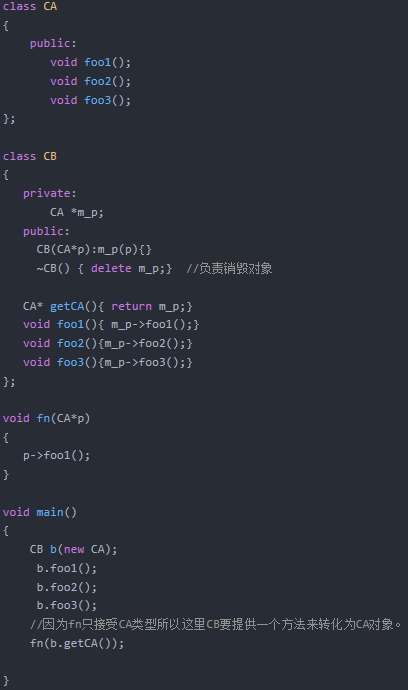 class CA
{
    public:
       void foo1();
       void foo2();
       void foo3();
};

class CB
{
   private:
       CA *m_p;
   public:
     CB(CA*p):m_p(p){}
     ~CB() { delete m_p;}  //负责销毁对象

   CA* getCA(){ return m_p;}
   void foo1(){ m_p->foo1();}
   void foo2(){m_p->foo2();}
   void foo3(){m_p->foo3();}
};

void fn(CA*p)
{
   p->foo1();
}

void main()
{
    CB b(new CA);
     b.foo1();
     b.foo2();
     b.foo3();
    //因为fn只接受CA类型所以这里CB要提供一个方法来转化为CA对象。
    fn(b.getCA());

}